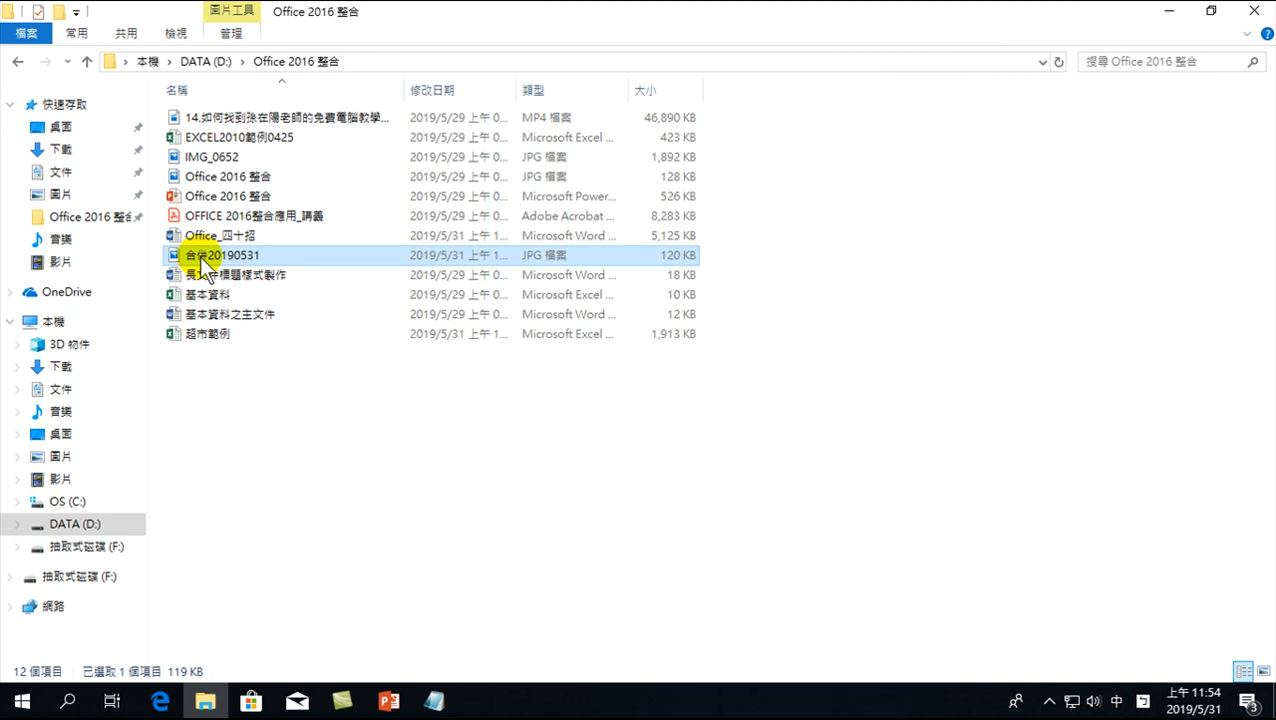 圖片工具
Office 2016 整合
檔案
常用
共用
檢視
管理
本機
DATA (D:)
Office 2016 整合
搜尋 Office 2016 整合
名稱
修改日期
類型
大小
14.如何找到孫在陽老師的免費電腦教學... 2019/5/29 上午 0... MP4 檔案 46,890 KB
EXCEL2010範例0425 2019/5/29 上午 0... Microsoft Excel ... 423 KB
IMG_0652 2019/5/29 上午 0... JPG 檔案 1,892 KB
Office 2016 整合 2019/5/29 上午 0... JPG 檔案 128 KB
Office 2016 整合 2019/5/29 上午 0... Microsoft Power... 526 KB
OFFICE 2016整合應用_講義 2019/5/29 上午 0... Adobe Acrobat ... 8,283 KB
Office_四十招 2019/5/31 上午 1... Microsoft Word ... 5,125 KB
合併20190531 2019/5/31 上午 1... JPG 檔案 120 KB
長文件標題樣式製作 2019/5/29 上午 0... Microsoft Word ... 18 KB
基本資料 2019/5/29 上午 0... Microsoft Excel ... 10 KB
基本資料之主文件 2019/5/29 上午 0... Microsoft Word ... 12 KB
超市範例 2019/5/31 上午 1... Microsoft Excel ... 1,913 KB
快速存取
桌面
下載
文件
圖片
Office 2016 整合
音樂
影片
OneDrive
本機
3D 物件
下載
文件
音樂
桌面
圖片
影片
OS (C:)
DATA (D:)
抽取式磁碟 (F:)
抽取式磁碟 (F:)
網路
12 個項目
已選取 1 個項目 119 KB
中
上午 11:54
2019/5/31
3